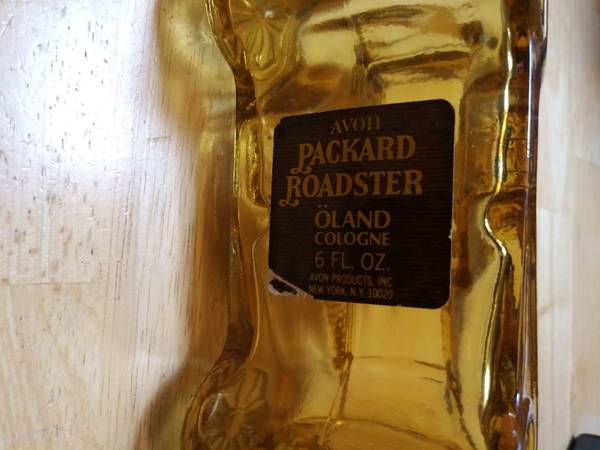 AVON
PACKARD
ROADSTER
ÖLAND
COLOGNE
6 FL. OZ.
AVON PRODUCTS, INC
NEW YORK, N.Y. 10020